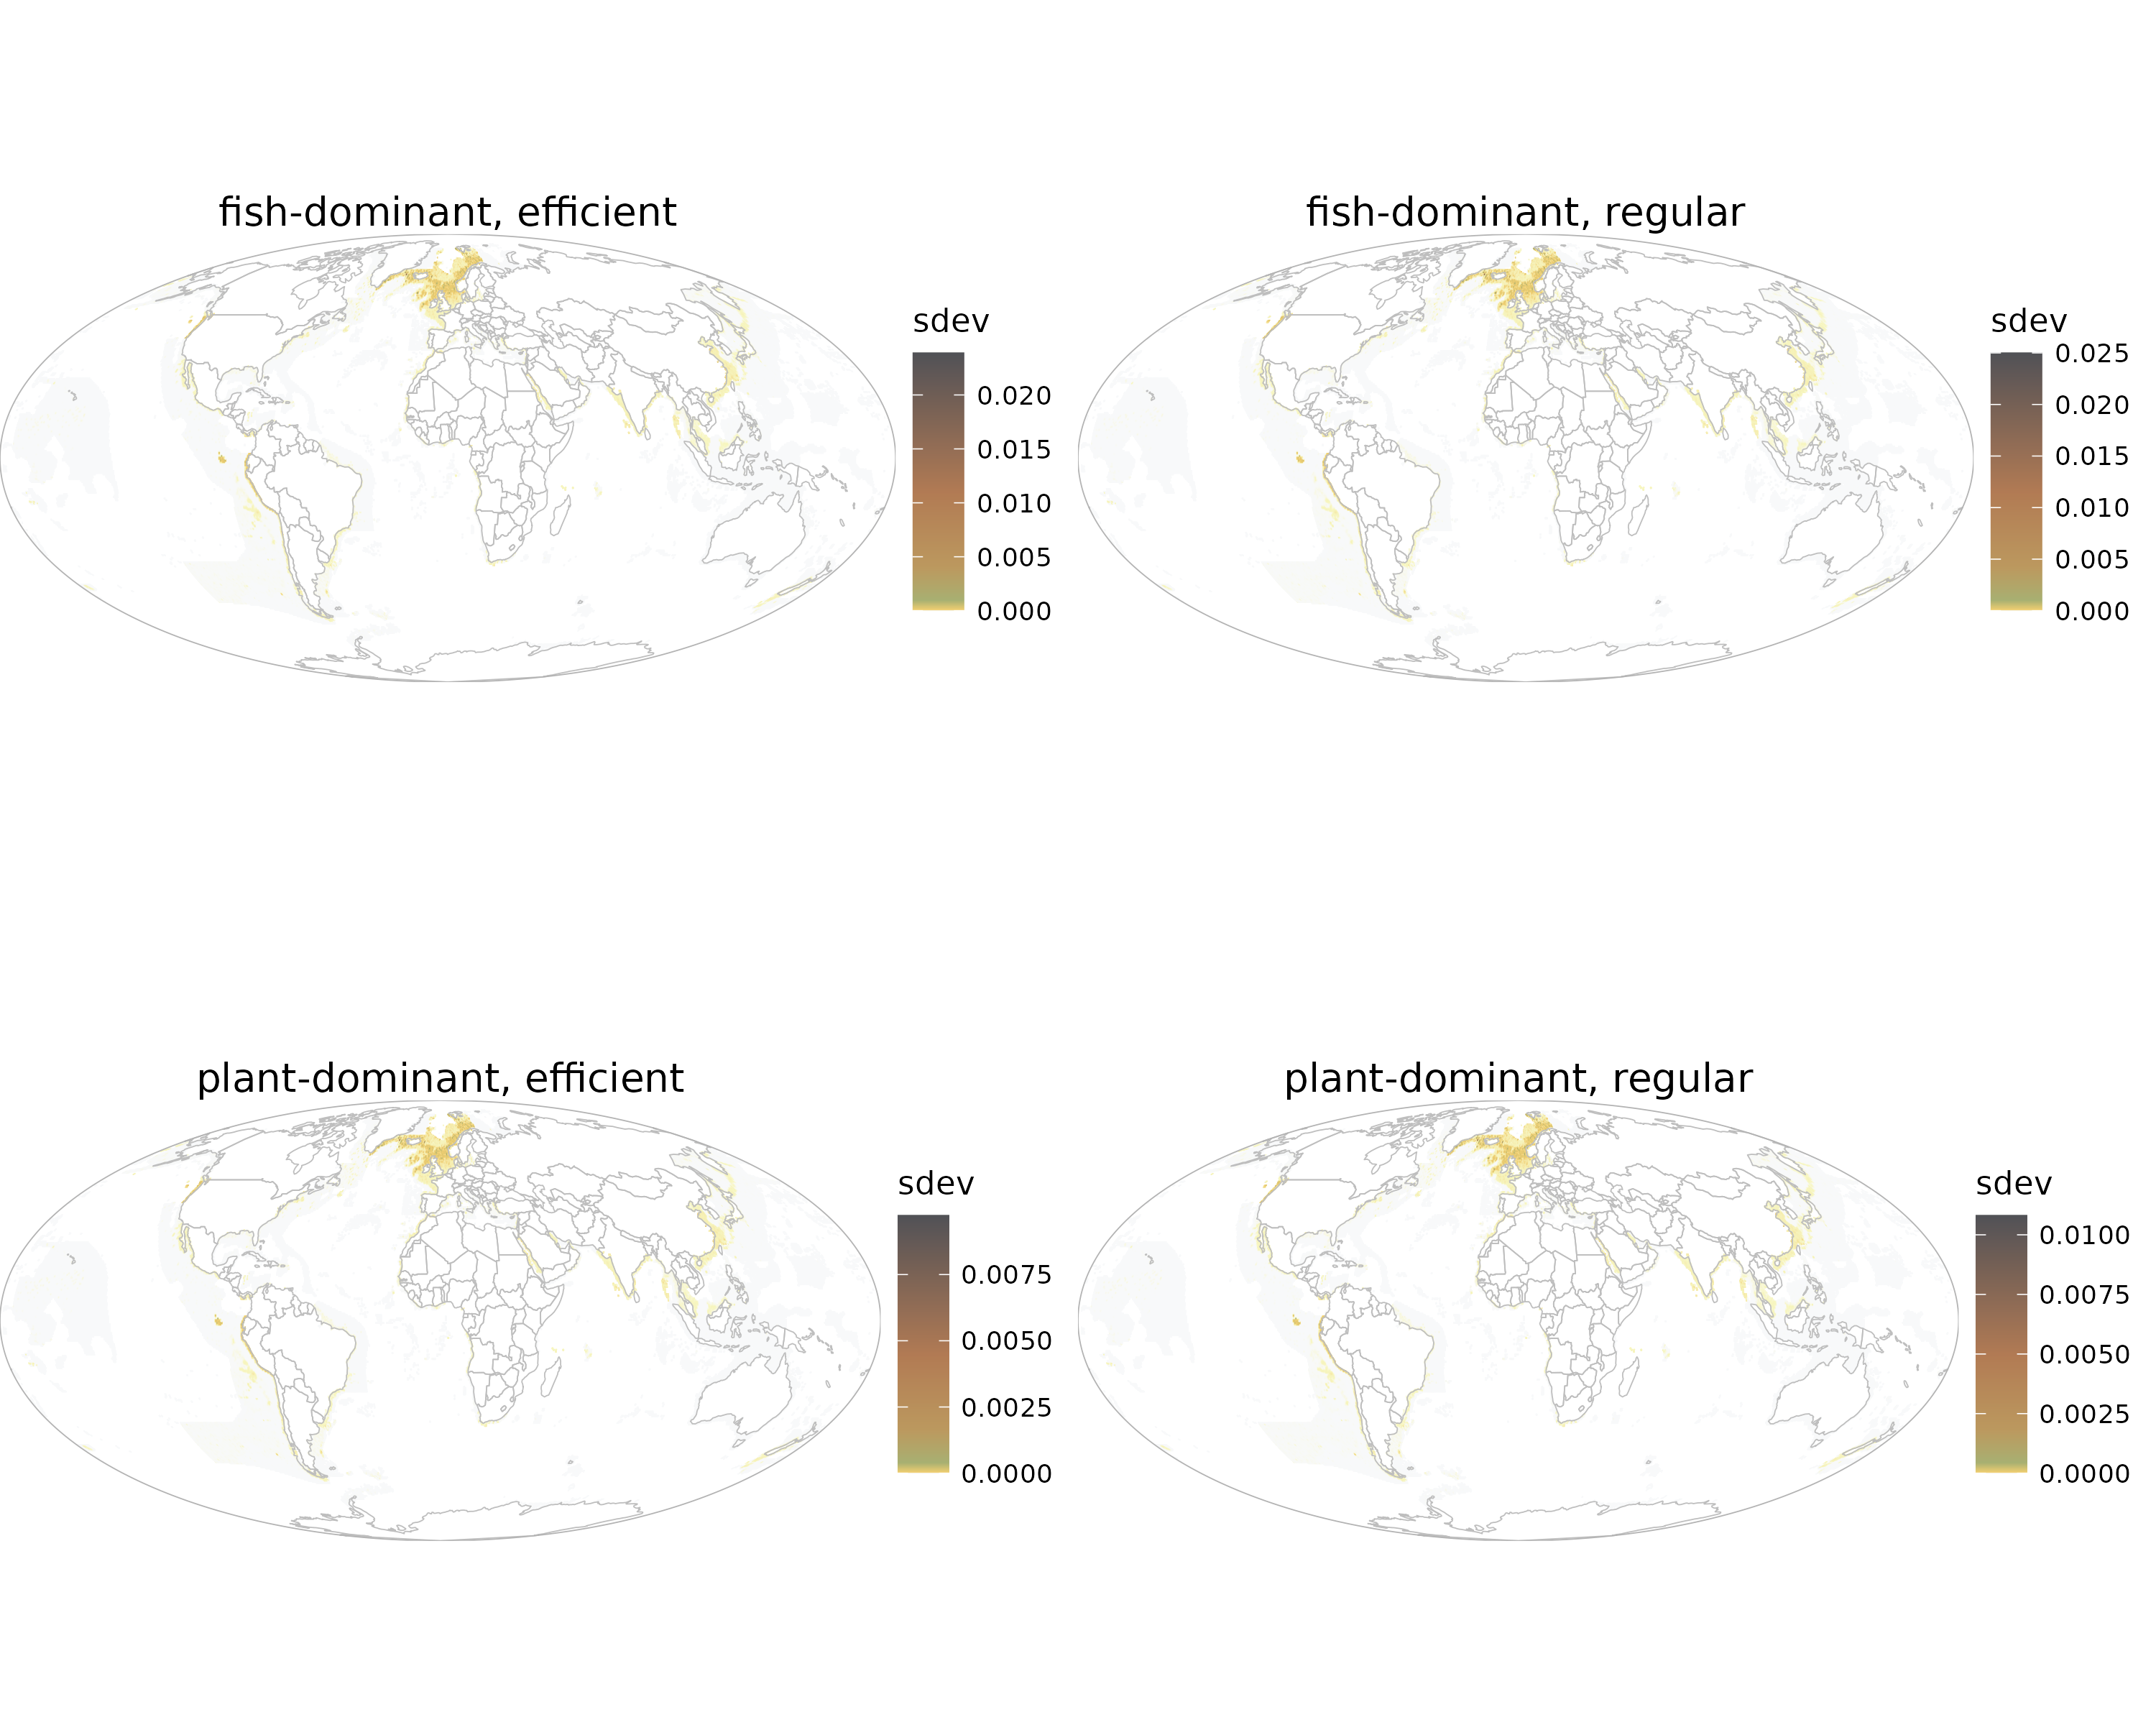 fish-dominant, efficient
sdev
0.020
0.015
0.010
0.005
0.000
fish-dominant, regular
sdev
0.025
0.020
0.015
0.010
0.005
0.000
plant-dominant, efficient
sdev
0.0075
0.0050
0.0025
0.0000
plant-dominant, regular
sdev
0.0100
0.0075
0.0050
0.0025
0.0000